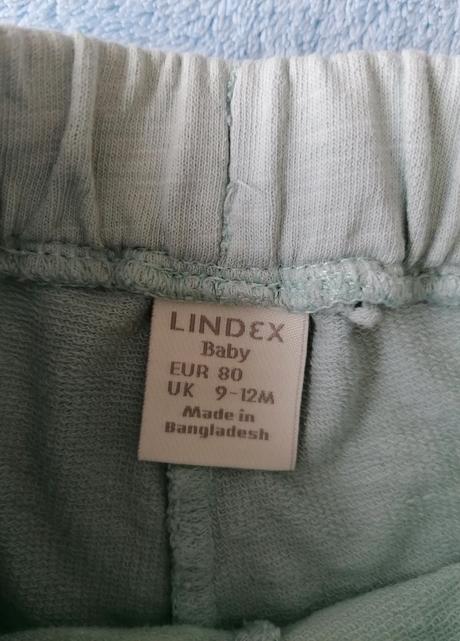 LINDEX
Baby
EUR 80
UK 9-12M
Made in
Bangladesh